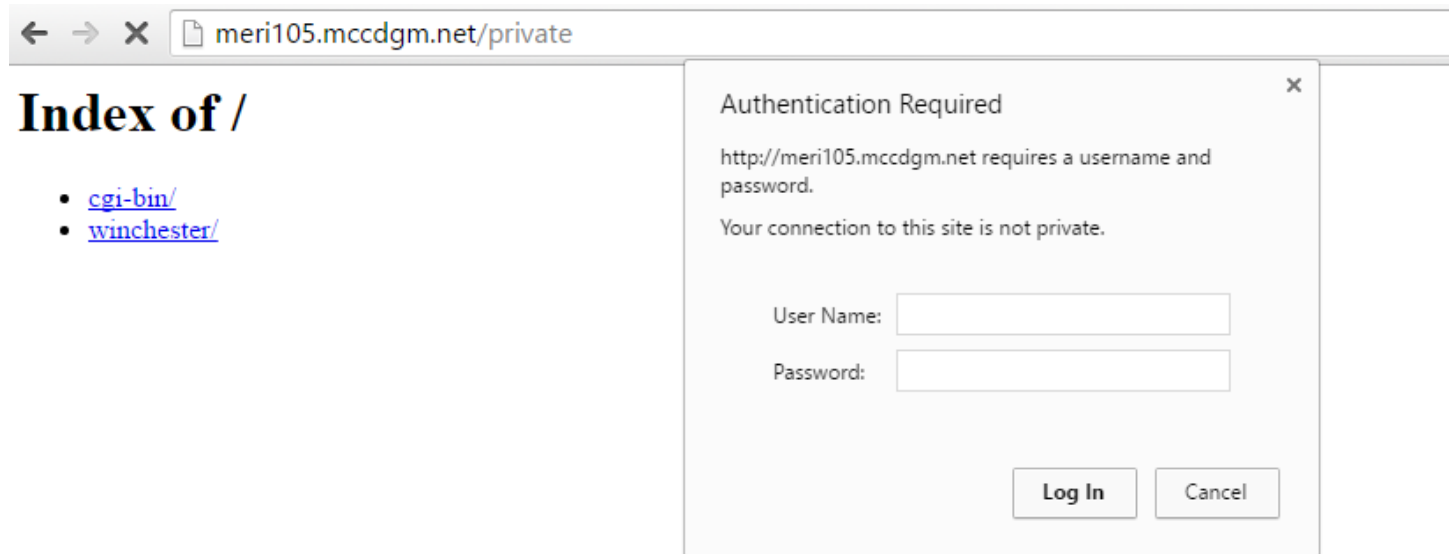 meri105.mccdgm.net/private
Index of /
cgi-bin/
winchester/
Authentication Required
http://meri105.mccdgm.net requires a username and
password.
Your connection to this site is not private.
User Name:
Password:
Log In Cancel